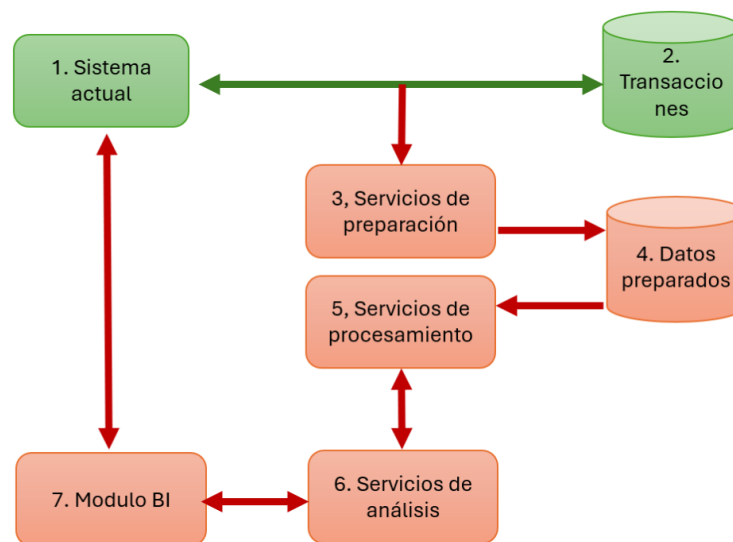 1. Sistema
actual
2.
Transaccio
nes
3, Servicios de
preparación
4. Datos
preparados
5, Servicios de
procesamiento
7. Modulo BI
6. Servicios de
análisis